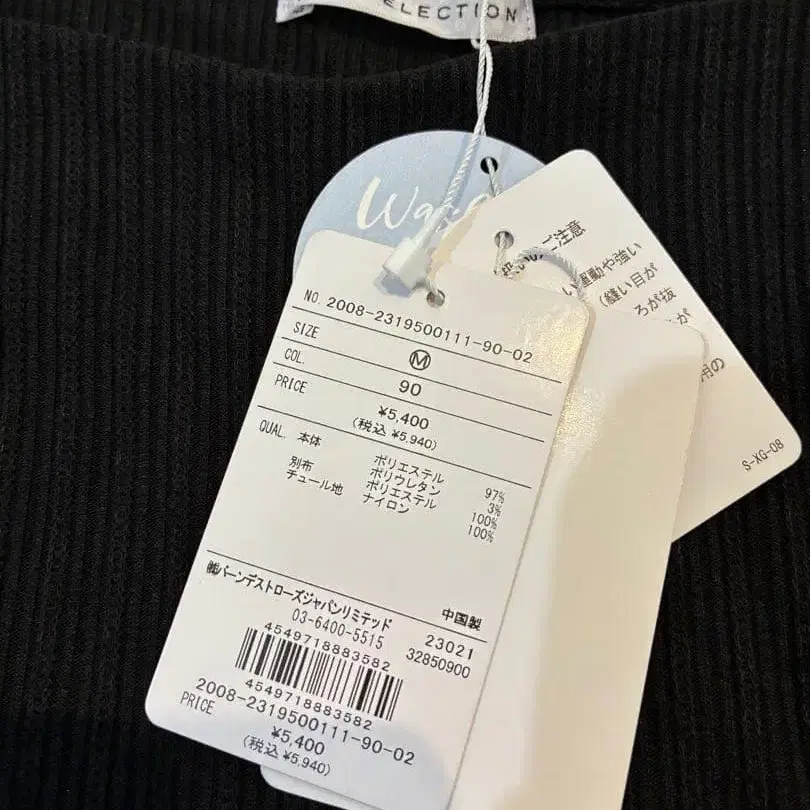 ELECTION
Wash
NO. 2008-2319500111-90-02
SIZE Ⓜ
COL. 90
PRICE ¥5,400
(税込 ¥5,940)
QUAL. 本体 ポリエステル 97%
ポリウレタン 3%
別布 ポリエステル 100%
チュール地 ナイロン 100%
㈱バーンデストローズジャパンリミテッド 中国製
03-6400-5515 23021
4549718883582 32850900
4549718883582
2008-2319500111-90-02
PRICE ¥5,400
(税込 ¥5,940)
ご注意
い運動や強い
(縫い目が
ろが抜
が
用の
S-XG-08